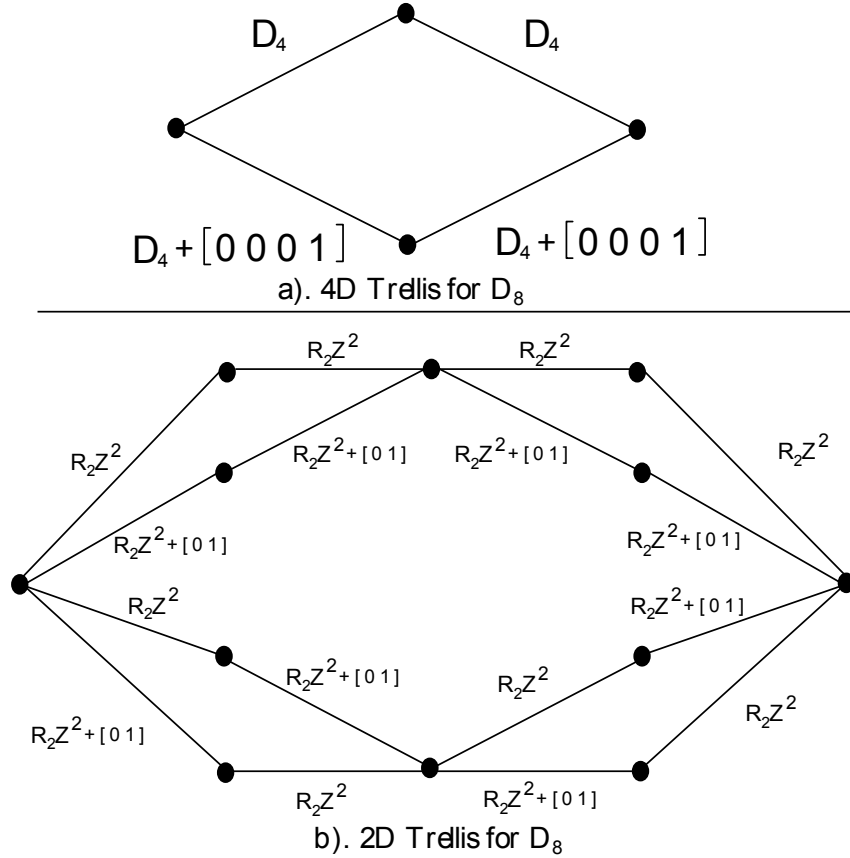 D₄ D₄
D₄ + [0 0 0 1] D₄ + [0 0 0 1]
a). 4D Trellis for D₈
R₂Z² R₂Z²
R₂Z² R₂Z² + [0 1] R₂Z² + [0 1] R₂Z²
R₂Z² + [0 1] R₂Z² + [0 1]
R₂Z² R₂Z² + [0 1]
R₂Z² + [0 1] R₂Z²
R₂Z² + [0 1] R₂Z²
R₂Z² R₂Z² + [0 1]
b). 2D Trellis for D₈